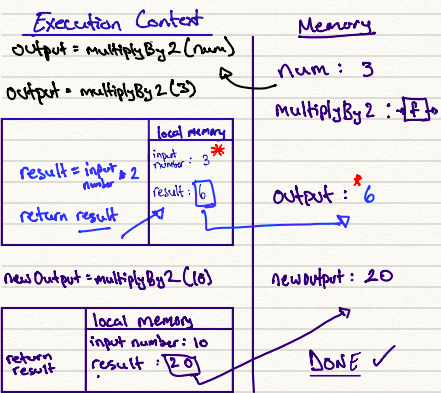 Execution Context
output = multiplyBy2 (num)
output = multiplyBy2 (3)
local memory
input number : 3 *
result = input number * 2
result : 6
return result
newOutput = multiplyBy2 (10)
local memory
input number : 10
return result
result : 20
Memory
num : 3
multiplyBy2 : f
output : * 6
newoutput : 20
DONE ✓